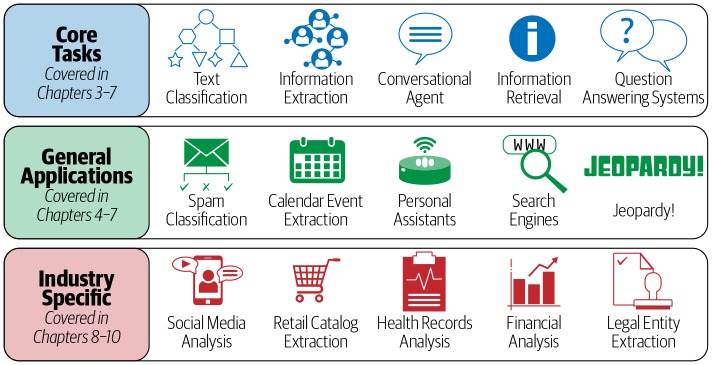 Core
Tasks
Covered in
Chapters 3–7
Text
Classification
Information
Extraction
Conversational
Agent
i
Information
Retrieval
?
?
Question
Answering Systems
General
Applications
Covered in
Chapters 4–7
Spam
Classification
Calendar Event
Extraction
Personal
Assistants
WWW
Search
Engines
JEOPARDY!
Jeopardy!
Industry
Specific
Covered in
Chapters 8–10
Social Media
Analysis
Retail Catalog
Extraction
Health Records
Analysis
Financial
Analysis
Legal Entity
Extraction